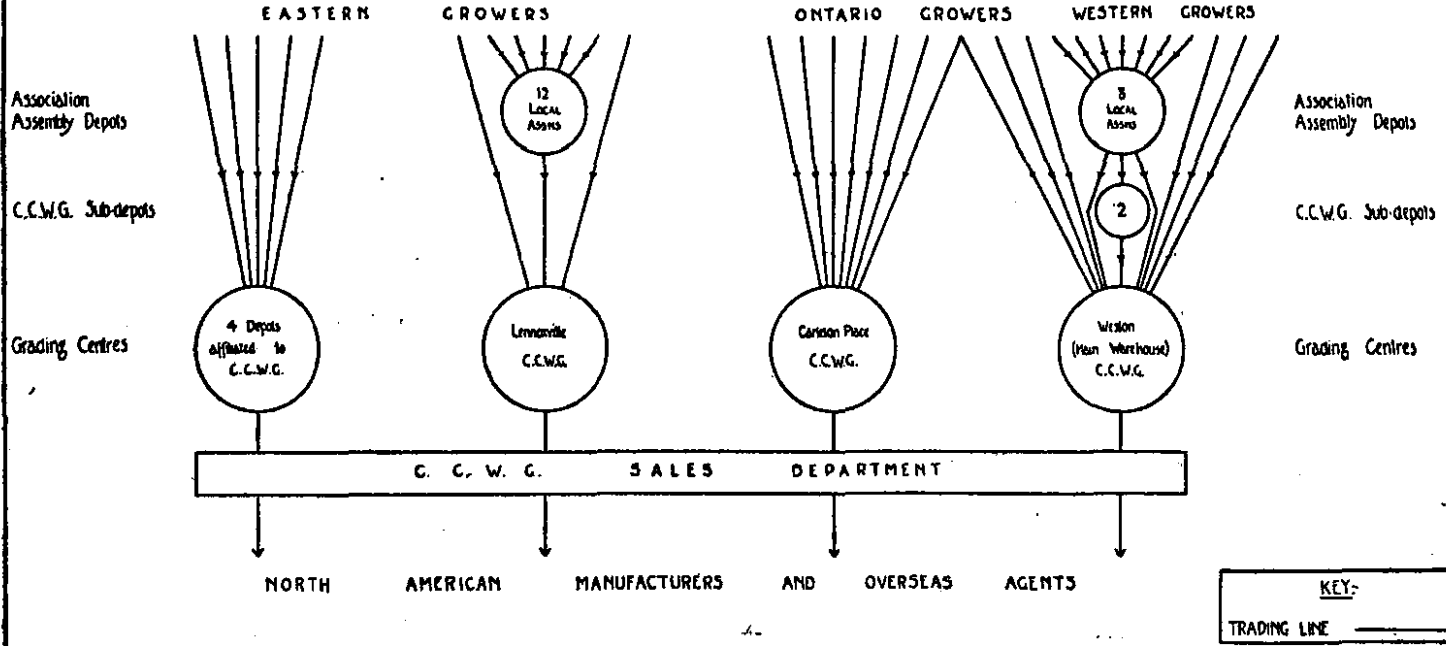 EASTERN GROWERS ONTARIO GROWERS WESTERN GROWERS
Association
Assembly Depots
12
LOCAL
ASSNS
LOCAL
ASSNS
Association
Assembly Depots
C.C.W.G. Sub-depots
2
C.C.W.G. Sub-depots
Grading Centres
4 Depots
affiliated to
C.C.W.G.
Lennoxville
C.C.W.G.
Carleton Place
C.C.W.G.
Weston
(Main Warehouse)
C.C.W.G.
Grading Centres
C. C. W. G. SALES DEPARTMENT
NORTH AMERICAN MANUFACTURERS AND OVERSEAS AGENTS
KEY:-
TRADING LINE